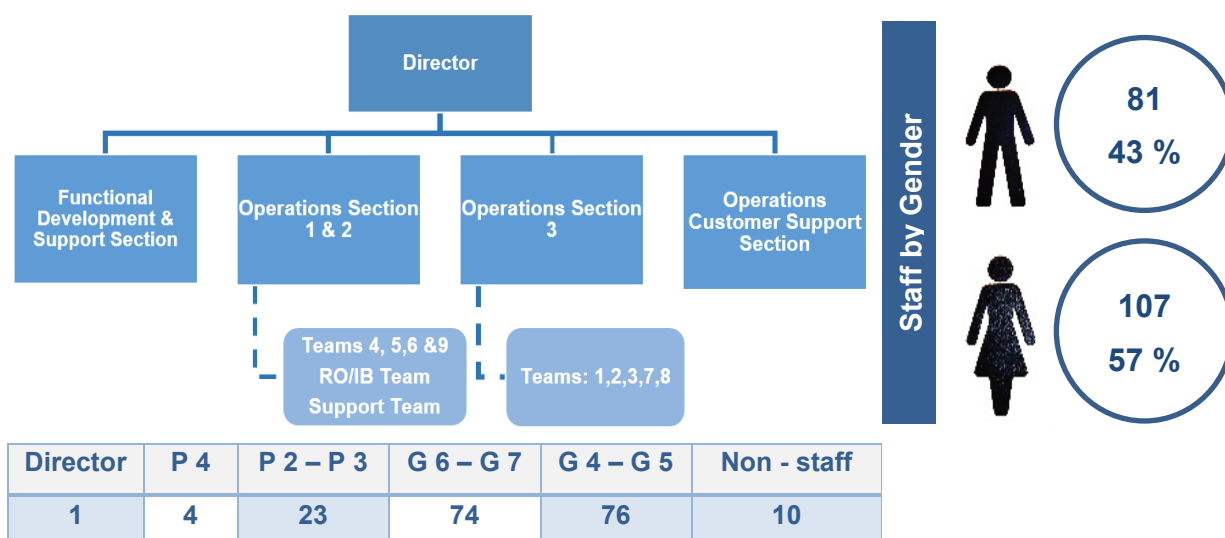 Director
Functional
Development &
Support Section
Operations Section
1 & 2
Operations Section
3
Operations
Customer Support
Section
Teams 4, 5,6 &9
RO/IB Team
Support Team
Teams: 1,2,3,7,8
Staff by Gender
81
43 %
107
57 %
Director P 4 P 2 – P 3 G 6 – G 7 G 4 – G 5 Non - staff
1 4 23 74 76 10